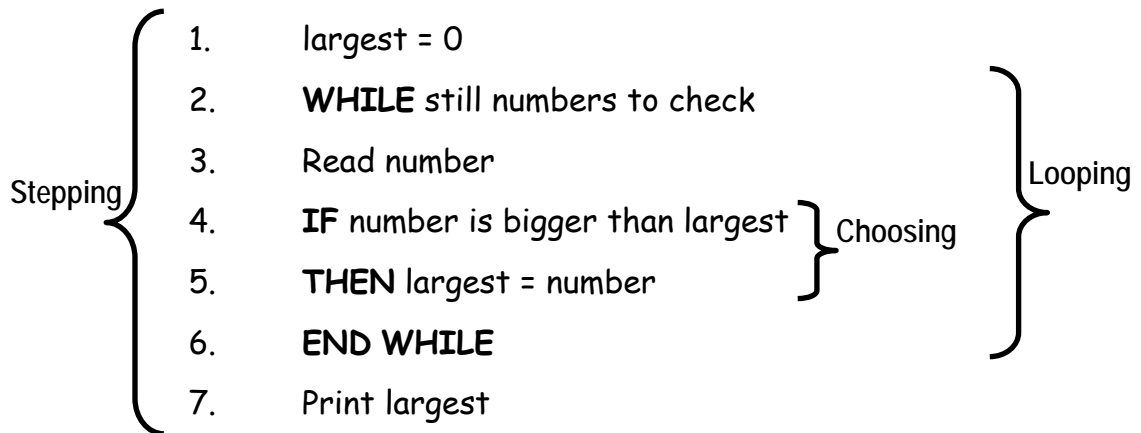 1. largest = 0
2. WHILE still numbers to check
3. Read number
4. IF number is bigger than largest
5. THEN largest = number
6. END WHILE
7. Print largest
Stepping
Choosing
Looping